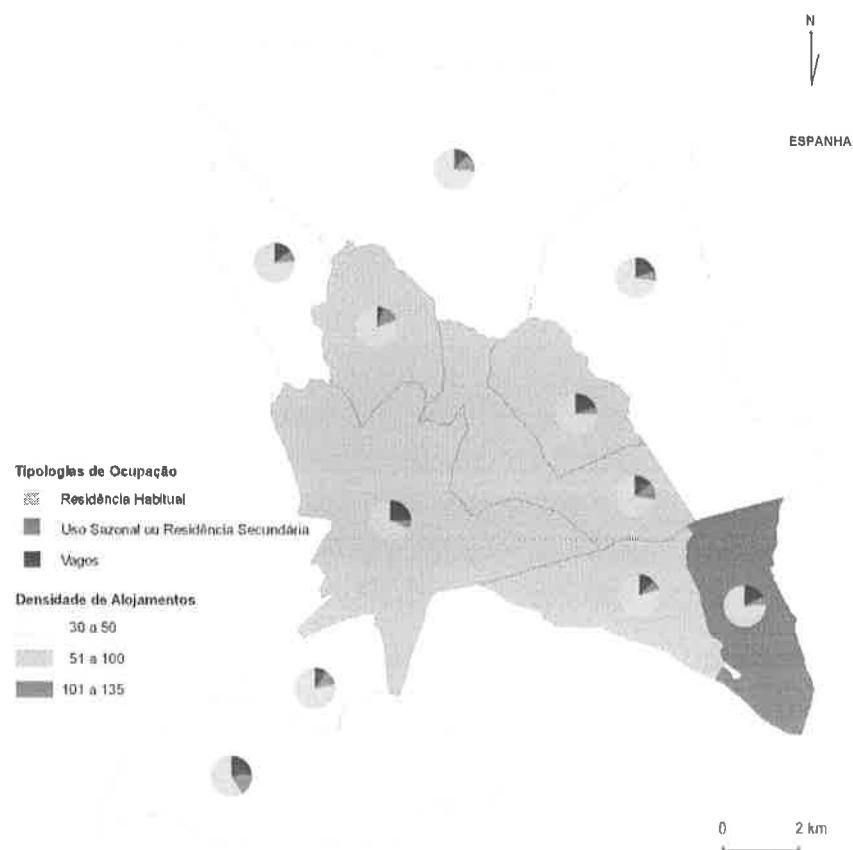 N
ESPANHA
Tipologias de Ocupação
Residência Habitual
Uso Sazonal ou Residência Secundária
Vagos
Densidade de Alojamentos
30 a 50
51 a 100
101 a 135
0 2 km